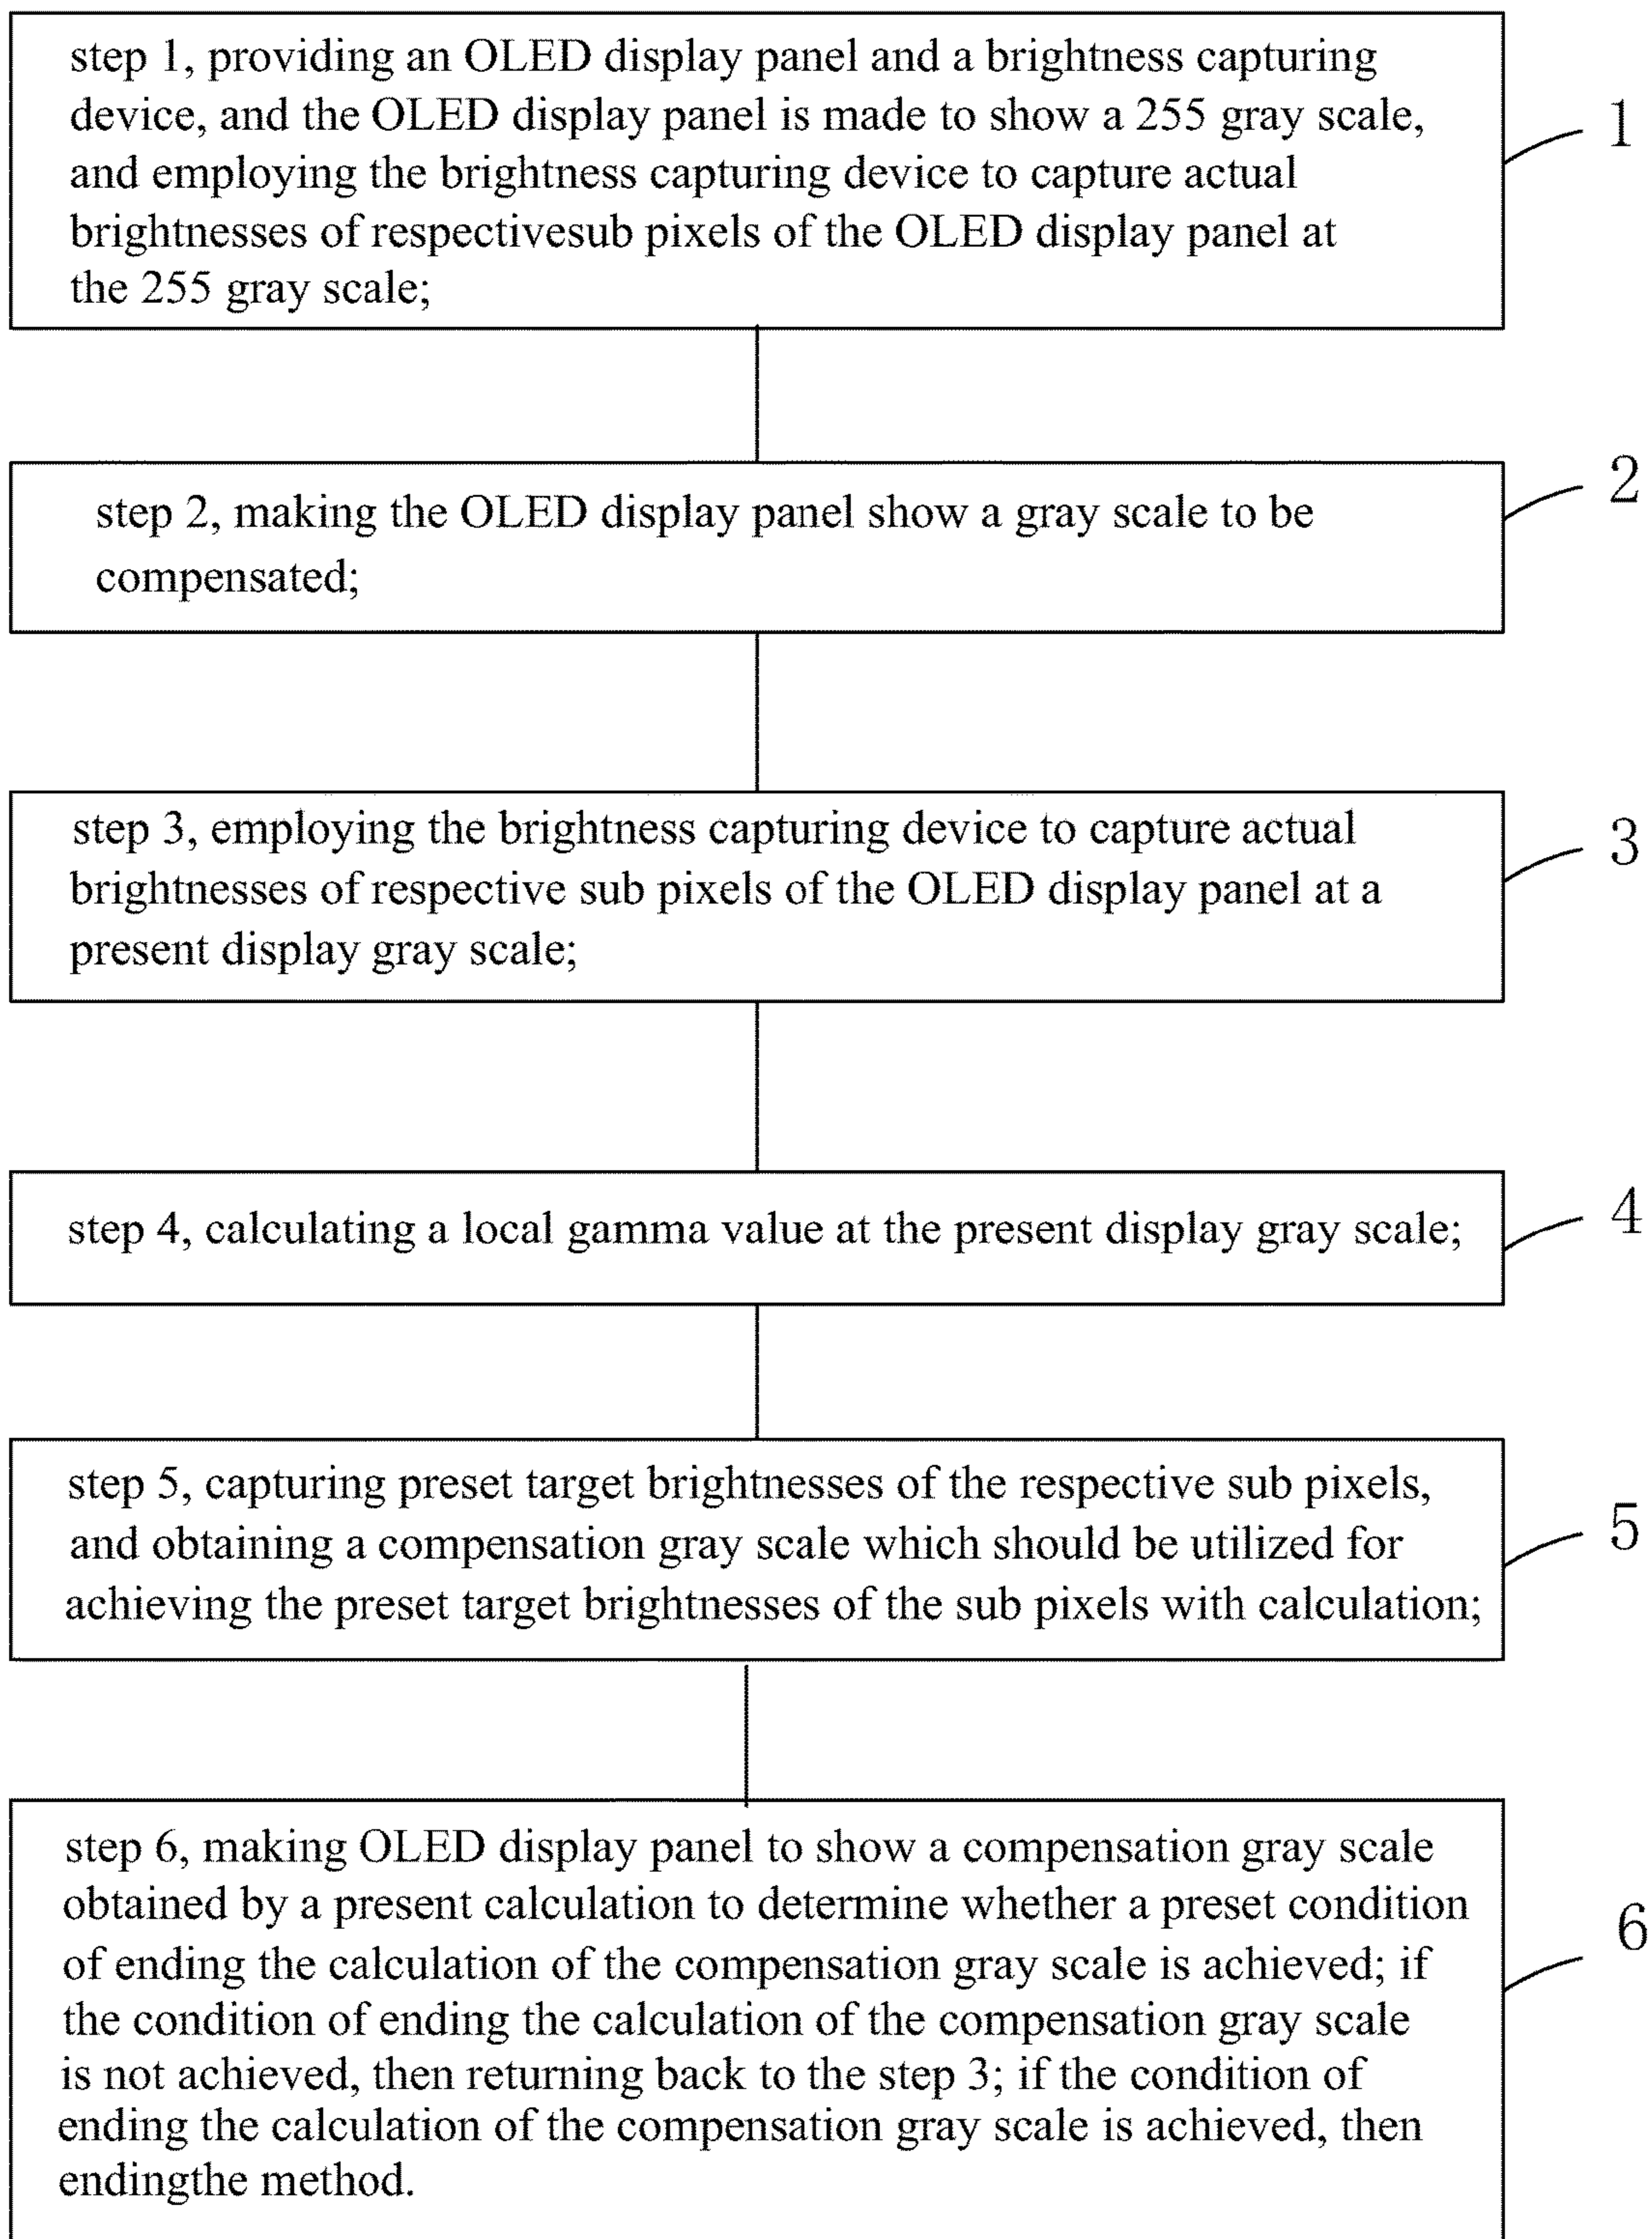 step 1, providing an OLED display panel and a brightness capturing
device, and the OLED display panel is made to show a 255 gray scale,
and employing the brightness capturing device to capture actual
brightnesses of respectivesub pixels of the OLED display panel at
the 255 gray scale;
1
step 2, making the OLED display panel show a gray scale to be
compensated;
2
step 3, employing the brightness capturing device to capture actual
brightnesses of respective sub pixels of the OLED display panel at a
present display gray scale;
3
step 4, calculating a local gamma value at the present display gray scale;
4
step 5, capturing preset target brightnesses of the respective sub pixels,
and obtaining a compensation gray scale which should be utilized for
achieving the preset target brightnesses of the sub pixels with calculation;
5
step 6, making OLED display panel to show a compensation gray scale
obtained by a present calculation to determine whether a preset condition
of ending the calculation of the compensation gray scale is achieved; if
the condition of ending the calculation of the compensation gray scale
is not achieved, then returning back to the step 3; if the condition of
ending the calculation of the compensation gray scale is achieved, then
endingthe method.
6